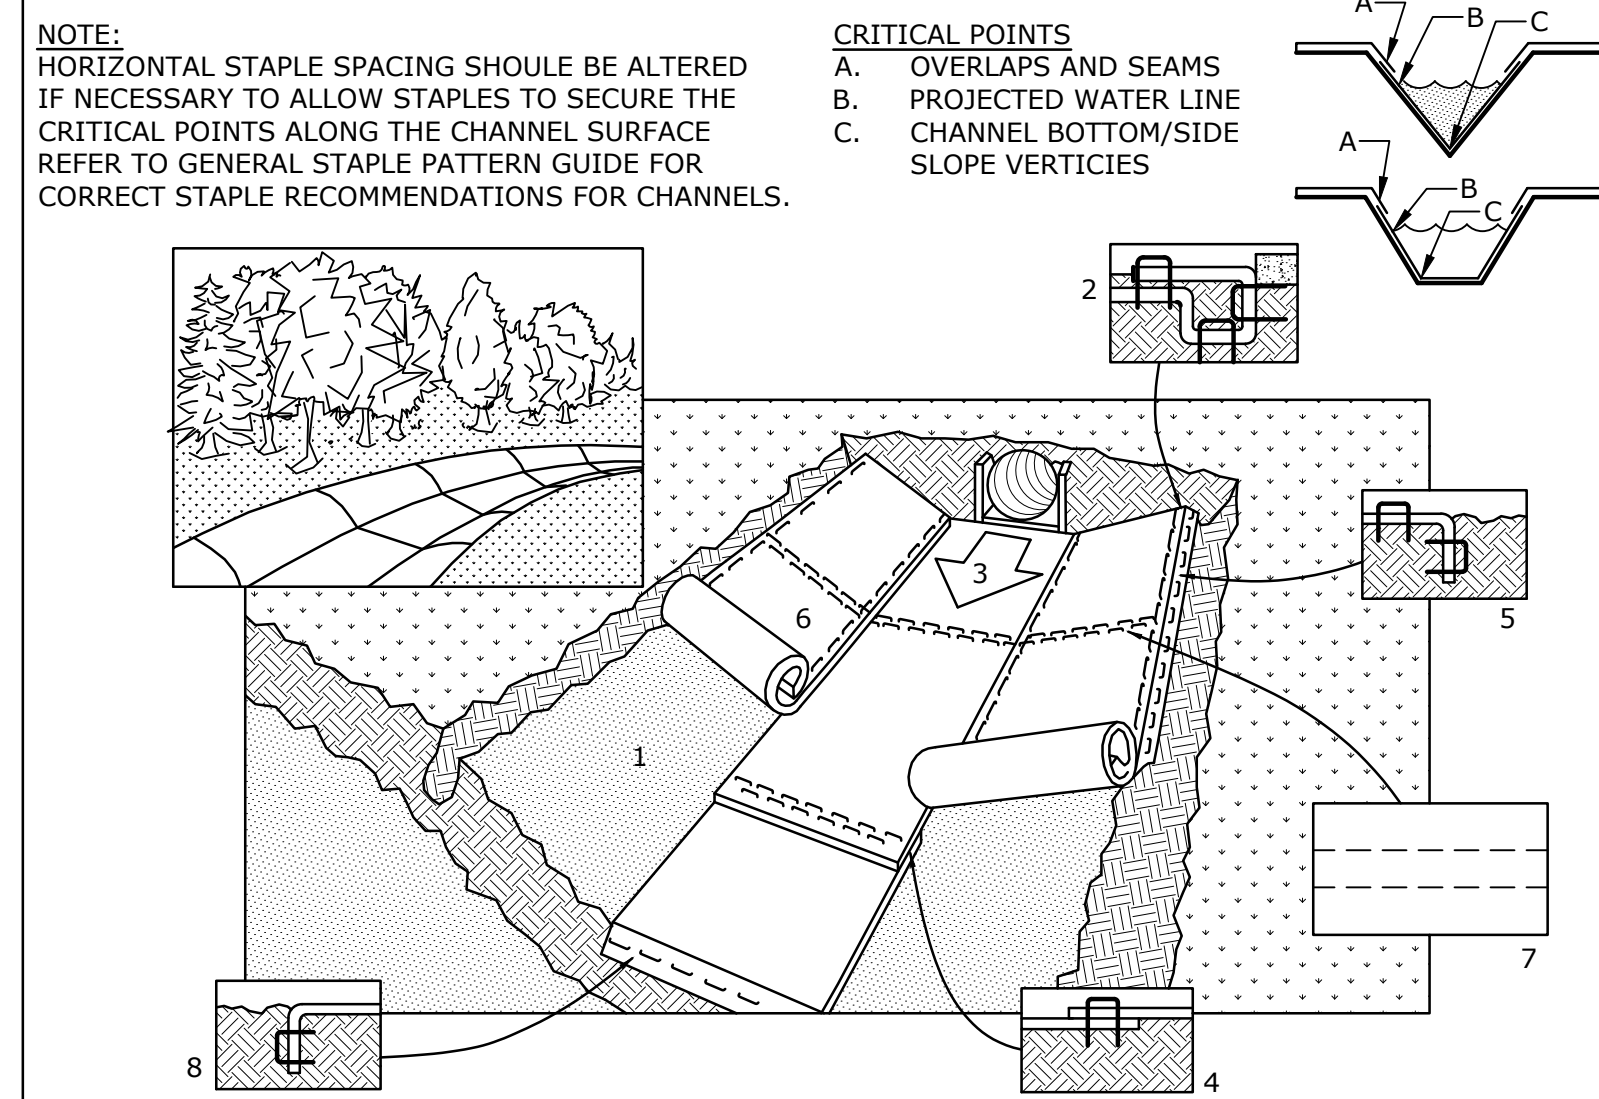 NOTE:
HORIZONTAL STAPLE SPACING SHOULE BE ALTERED
IF NECESSARY TO ALLOW STAPLES TO SECURE THE
CRITICAL POINTS ALONG THE CHANNEL SURFACE
REFER TO GENERAL STAPLE PATTERN GUIDE FOR
CORRECT STAPLE RECOMMENDATIONS FOR CHANNELS.
CRITICAL POINTS
A. OVERLAPS AND SEAMS
B. PROJECTED WATER LINE
C. CHANNEL BOTTOM/SIDE
SLOPE VERTICIES
A
B
C
A
B
C
2
3
5
6
1
7
8
4